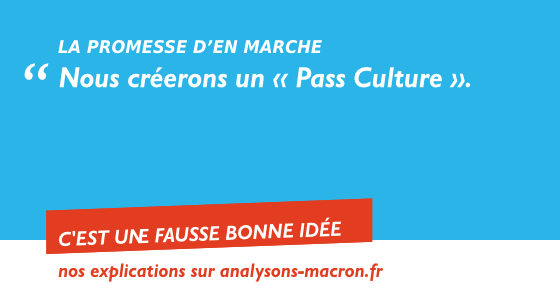 LA PROMESSE D’EN MARCHE
“ Nous créerons un « Pass Culture ».
C'EST UNE FAUSSE BONNE IDÉE
nos explications sur analysons-macron.fr